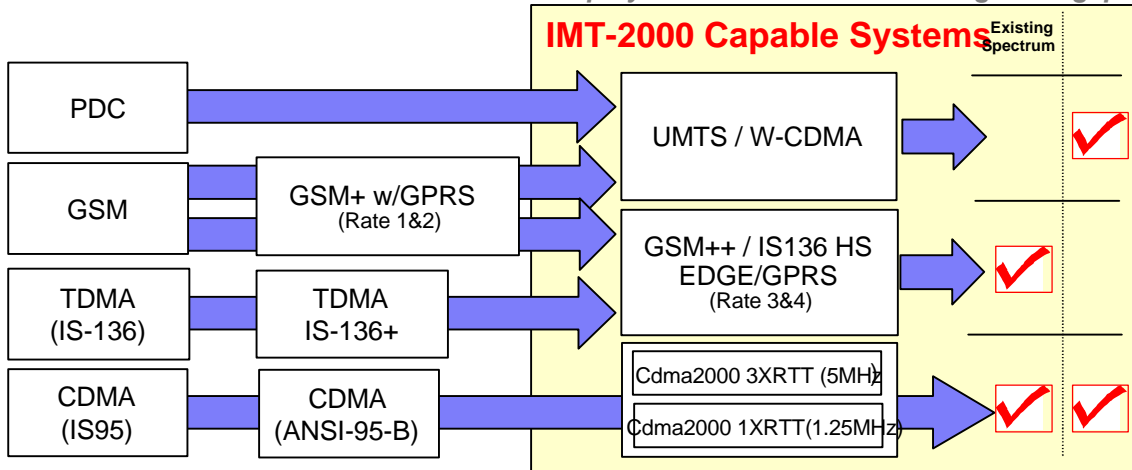 IMT-2000 Capable Systems
Existing
Spectrum
PDC
UMTS / W-CDMA
GSM
GSM+ w/GPRS
(Rate 1&2)
GSM++ / IS136 HS
EDGE/GPRS
(Rate 3&4)
TDMA
(IS-136)
TDMA
IS-136+
Cdma2000 3XRTT (5MHz
CDMA
(IS95)
CDMA
(ANSI-95-B)
Cdma2000 1XRTT(1.25MHz)